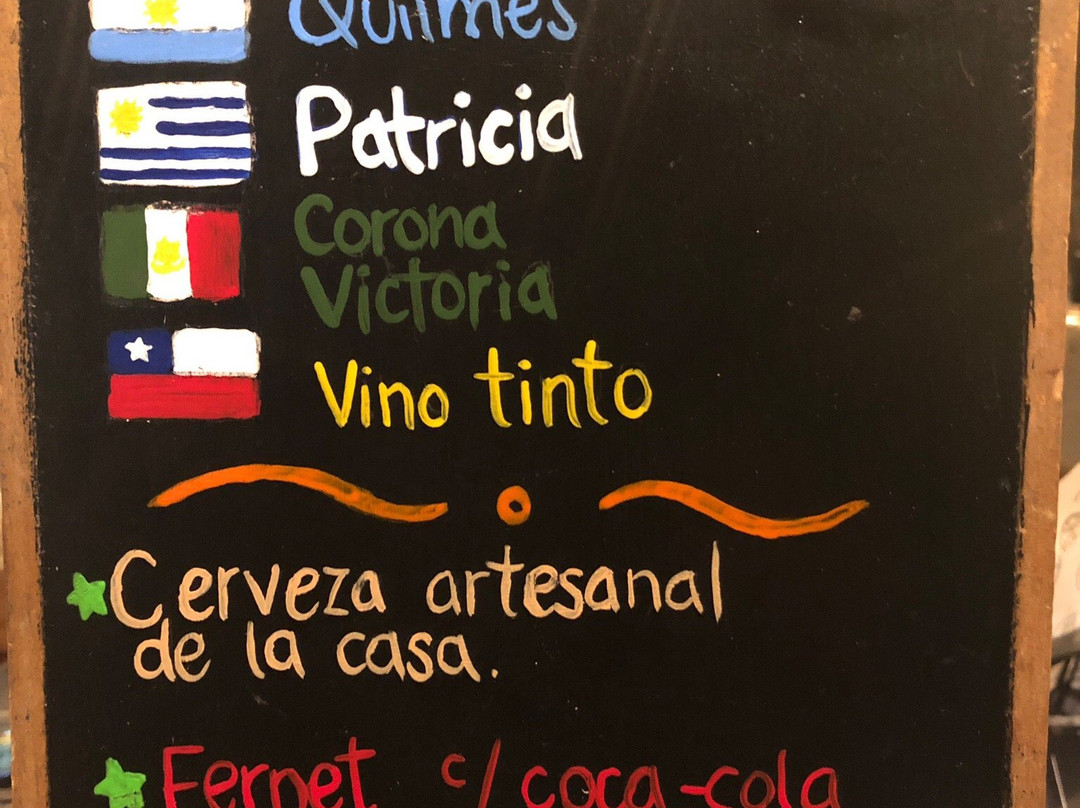 Quilmes
Patricia
Corona
Victoria
Vino tinto
Cerveza artesanal
de la casa.
Fernet c/ coca-cola